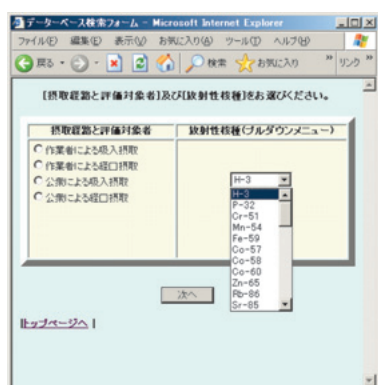 データーベース検索フォーム - Microsoft Internet Explorer
ファイル(F) 編集(E) 表示(V) お気に入り(A) ツール(T) ヘルプ(H)
戻る 検索 お気に入り リンク
[摂取経路と評価対象者]及び[放射性核種]をお選びください。
摂取経路と評価対象者 放射性核種(プルダウンメニュー)
作業者による吸入摂取
作業者による経口摂取
公衆による吸入摂取
公衆による経口摂取
H-3
H-3
P-32
Cr-51
Mn-54
Fe-59
Co-57
Co-58
Co-60
Zn-65
Rb-86
Sr-85
次へ
トップページへ |